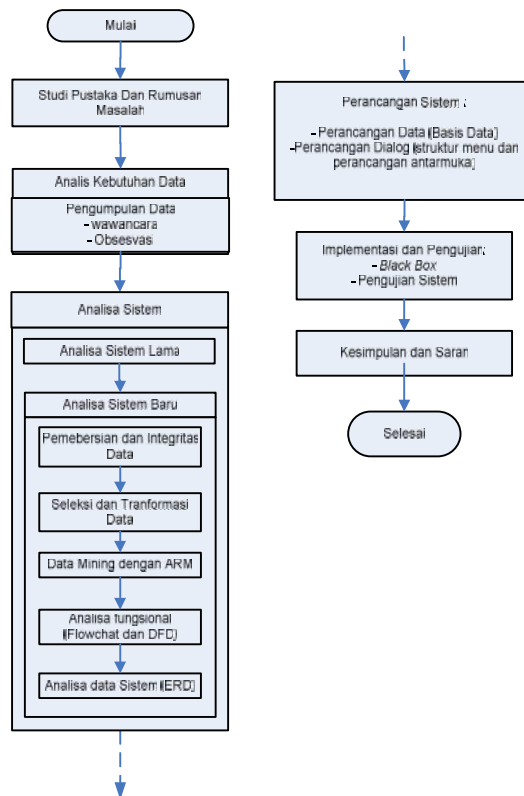 Mulai
Studi Pustaka Dan Rumusan
Masalah
Analis Kebutuhan Data
Pengumpulan Data
- wawancara
- Obsesvasi
Analisa Sistem
Analisa Sistem Lama
Analisa Sistem Baru
Pemebersian dan Integritas
Data
Seleksi dan Tranformasi
Data
Data Mining dengan ARM
Analisa fungsional
(Flowchat dan DFD)
Analisa data Sistem (ERD)
Perancangan Sistem :
- Perancangan Data (Basis Data)
- Perancangan Dialog (struktur menu dan
perancangan antarmuka)
Implementasi dan Pengujian:
- Black Box
- Pengujian Sistem
Kesimpulan dan Saran
Selesai